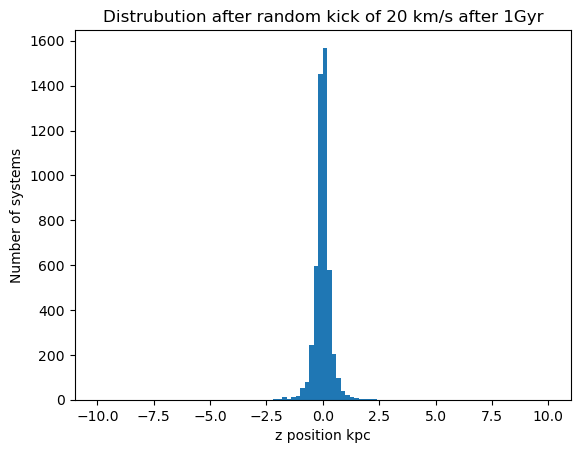 Distrubution after random kick of 20 km/s after 1Gyr
1600
1400
1200
1000
800
600
400
200
0
Number of systems
−10.0 −7.5 −5.0 −2.5 0.0 2.5 5.0 7.5 10.0
z position kpc